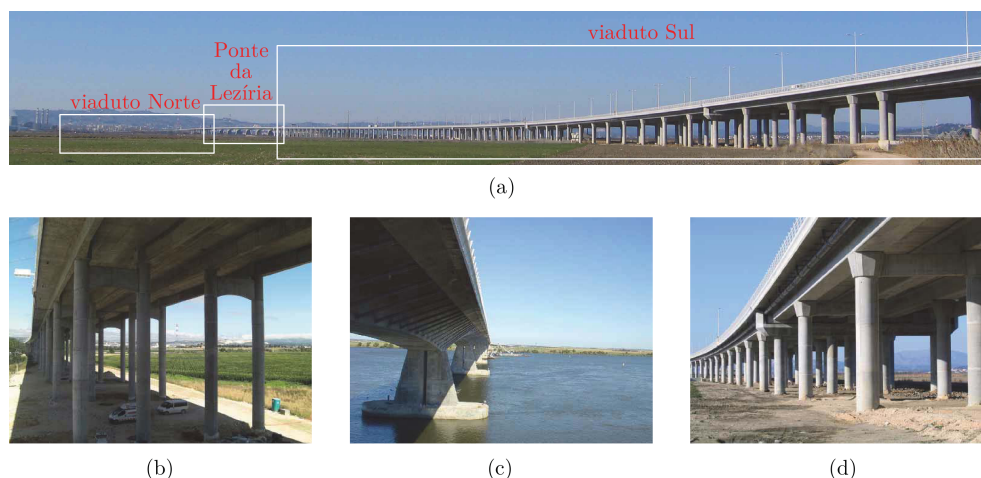 viaduto Sul
Ponte
da
Lezíria
viaduto Norte
(a)
(b)
(c)
(d)